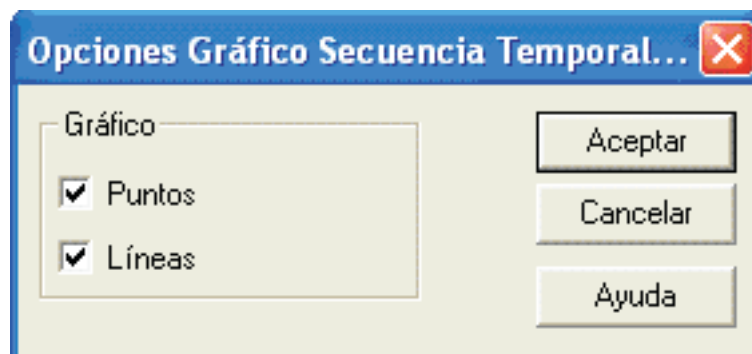 Opciones Gráfico Secuencia Temporal...
Gráfico
Puntos
Líneas
Aceptar
Cancelar
Ayuda